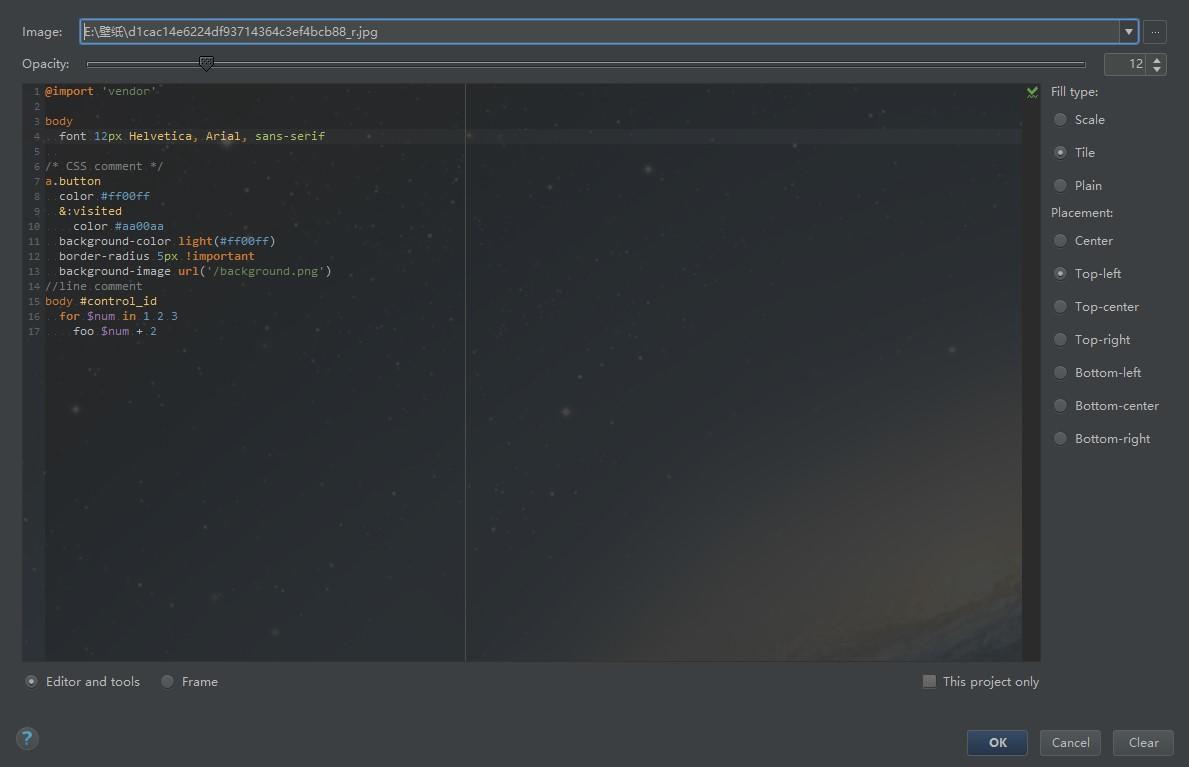 Image: E:\壁纸\d1cac14e6224df93714364c3ef4bcb88_r.jpg ...
Opacity: 12
1 @import 'vendor'
2
3 body
4 font 12px Helvetica, Arial, sans-serif
5
6 /* CSS comment */
7 a.button
8 color #ff00ff
9 &:visited
10 color #aa00aa
11 background-color light(#ff00ff)
12 border-radius 5px !important
13 background-image url('/background.png')
14 //line comment
15 body #control_id
16 for $num in 1 2 3
17 foo $num + 2
Fill type:
Scale
Tile
Plain
Placement:
Center
Top-left
Top-center
Top-right
Bottom-left
Bottom-center
Bottom-right
Editor and tools Frame This project only
? OK Cancel Clear